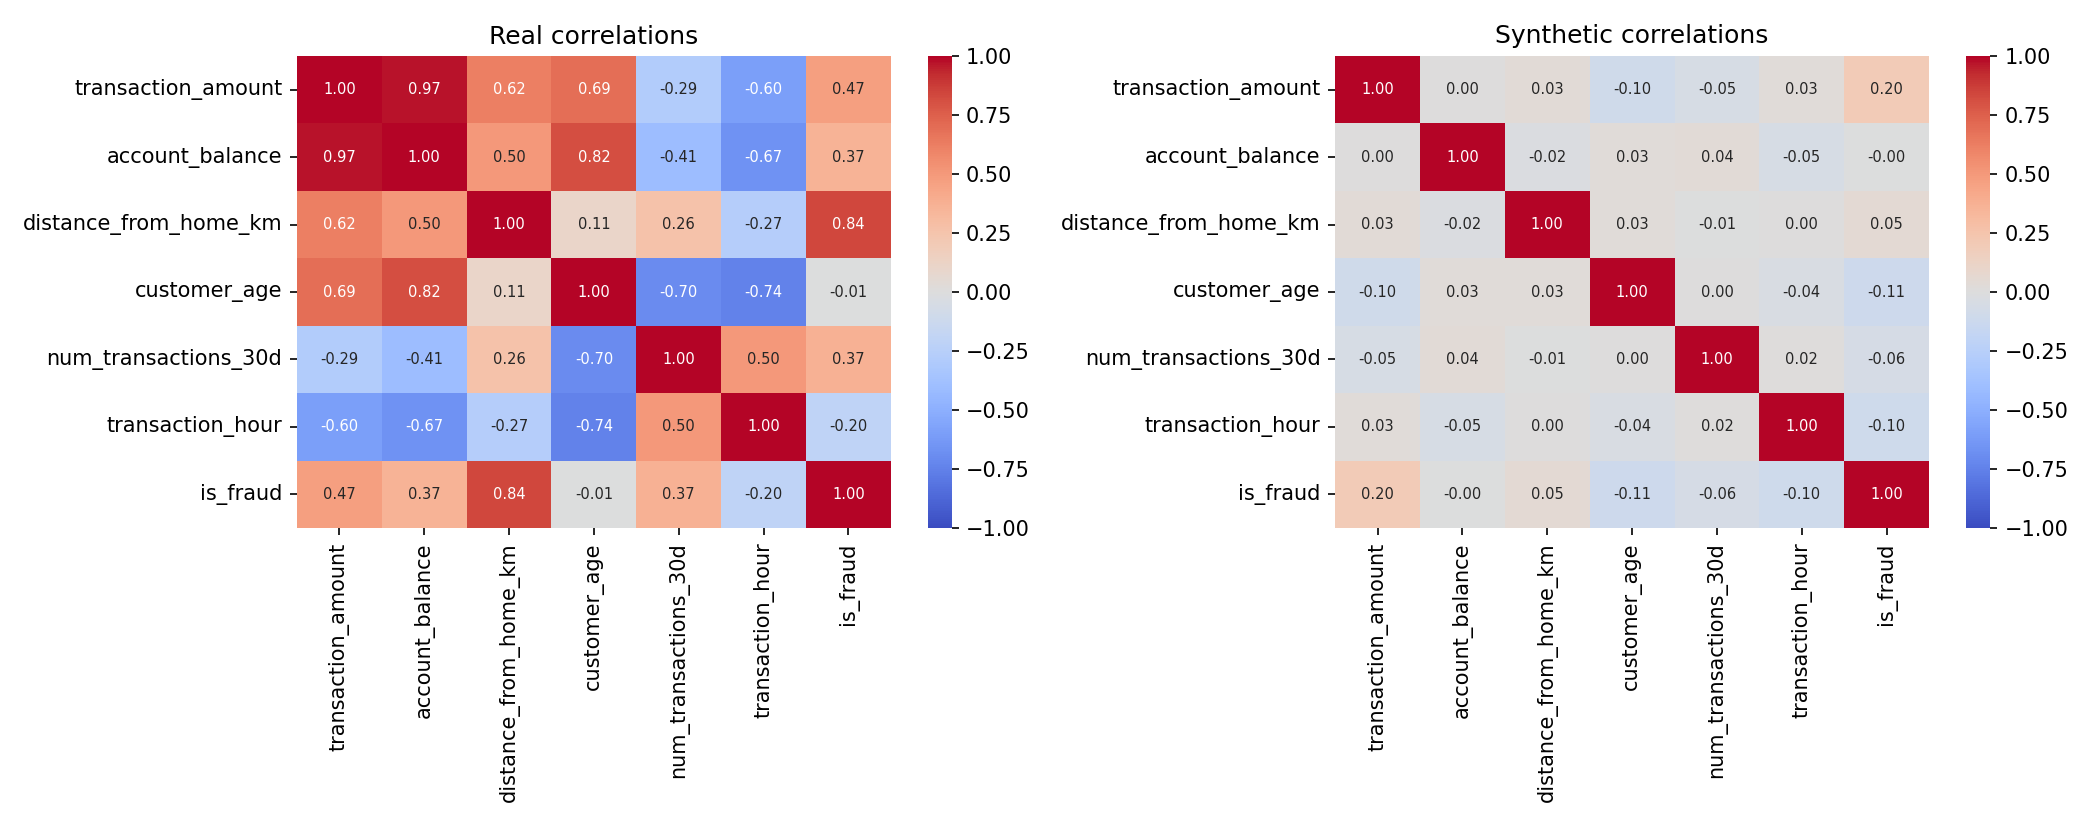 Real correlations
transaction_amount 1.00 0.97 0.62 0.69 -0.29 -0.60 0.47
account_balance 0.97 1.00 0.50 0.82 -0.41 -0.67 0.37
distance_from_home_km 0.62 0.50 1.00 0.11 0.26 -0.27 0.84
customer_age 0.69 0.82 0.11 1.00 -0.70 -0.74 -0.01
num_transactions_30d -0.29 -0.41 0.26 -0.70 1.00 0.50 0.37
transaction_hour -0.60 -0.67 -0.27 -0.74 0.50 1.00 -0.20
is_fraud 0.47 0.37 0.84 -0.01 0.37 -0.20 1.00
transaction_amount
account_balance
distance_from_home_km
customer_age
num_transactions_30d
transaction_hour
is_fraud
1.00
0.75
0.50
0.25
0.00
−0.25
−0.50
−0.75
−1.00
Synthetic correlations
transaction_amount 1.00 0.00 0.03 -0.10 -0.05 0.03 0.20
account_balance 0.00 1.00 -0.02 0.03 0.04 -0.05 -0.00
distance_from_home_km 0.03 -0.02 1.00 0.03 -0.01 0.00 0.05
customer_age -0.10 0.03 0.03 1.00 0.00 -0.04 -0.11
num_transactions_30d -0.05 0.04 -0.01 0.00 1.00 0.02 -0.06
transaction_hour 0.03 -0.05 0.00 -0.04 0.02 1.00 -0.10
is_fraud 0.20 -0.00 0.05 -0.11 -0.06 -0.10 1.00
transaction_amount
account_balance
distance_from_home_km
customer_age
num_transactions_30d
transaction_hour
is_fraud
1.00
0.75
0.50
0.25
0.00
−0.25
−0.50
−0.75
−1.00